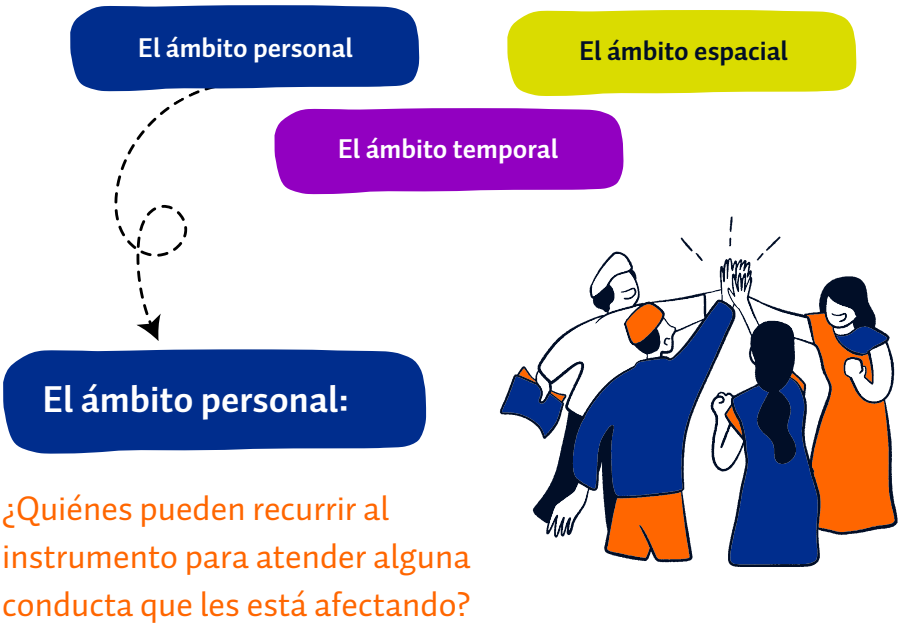 El ámbito personal
El ámbito espacial
El ámbito temporal
El ámbito personal:
¿Quiénes pueden recurrir al
instrumento para atender alguna
conducta que les está afectando?